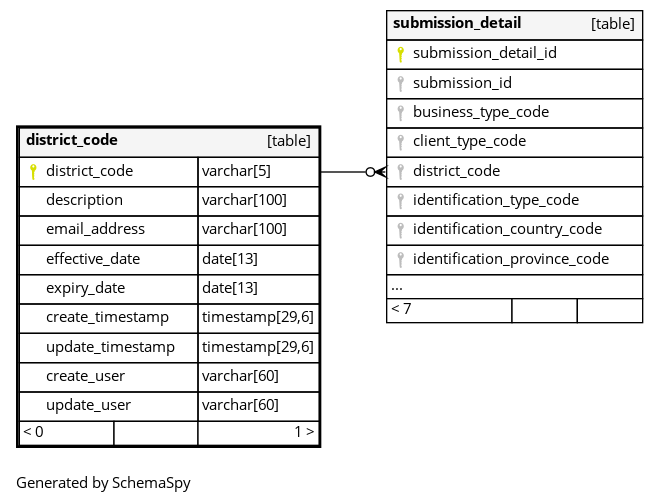 submission_detail [table]
submission_detail_id
submission_id
business_type_code
client_type_code
district_code
identification_type_code
identification_country_code
identification_province_code
...
< 7
district_code [table]
district_code varchar[5]
description varchar[100]
email_address varchar[100]
effective_date date[13]
expiry_date date[13]
create_timestamp timestamp[29,6]
update_timestamp timestamp[29,6]
create_user varchar[60]
update_user varchar[60]
< 0 1 >
Generated by SchemaSpy